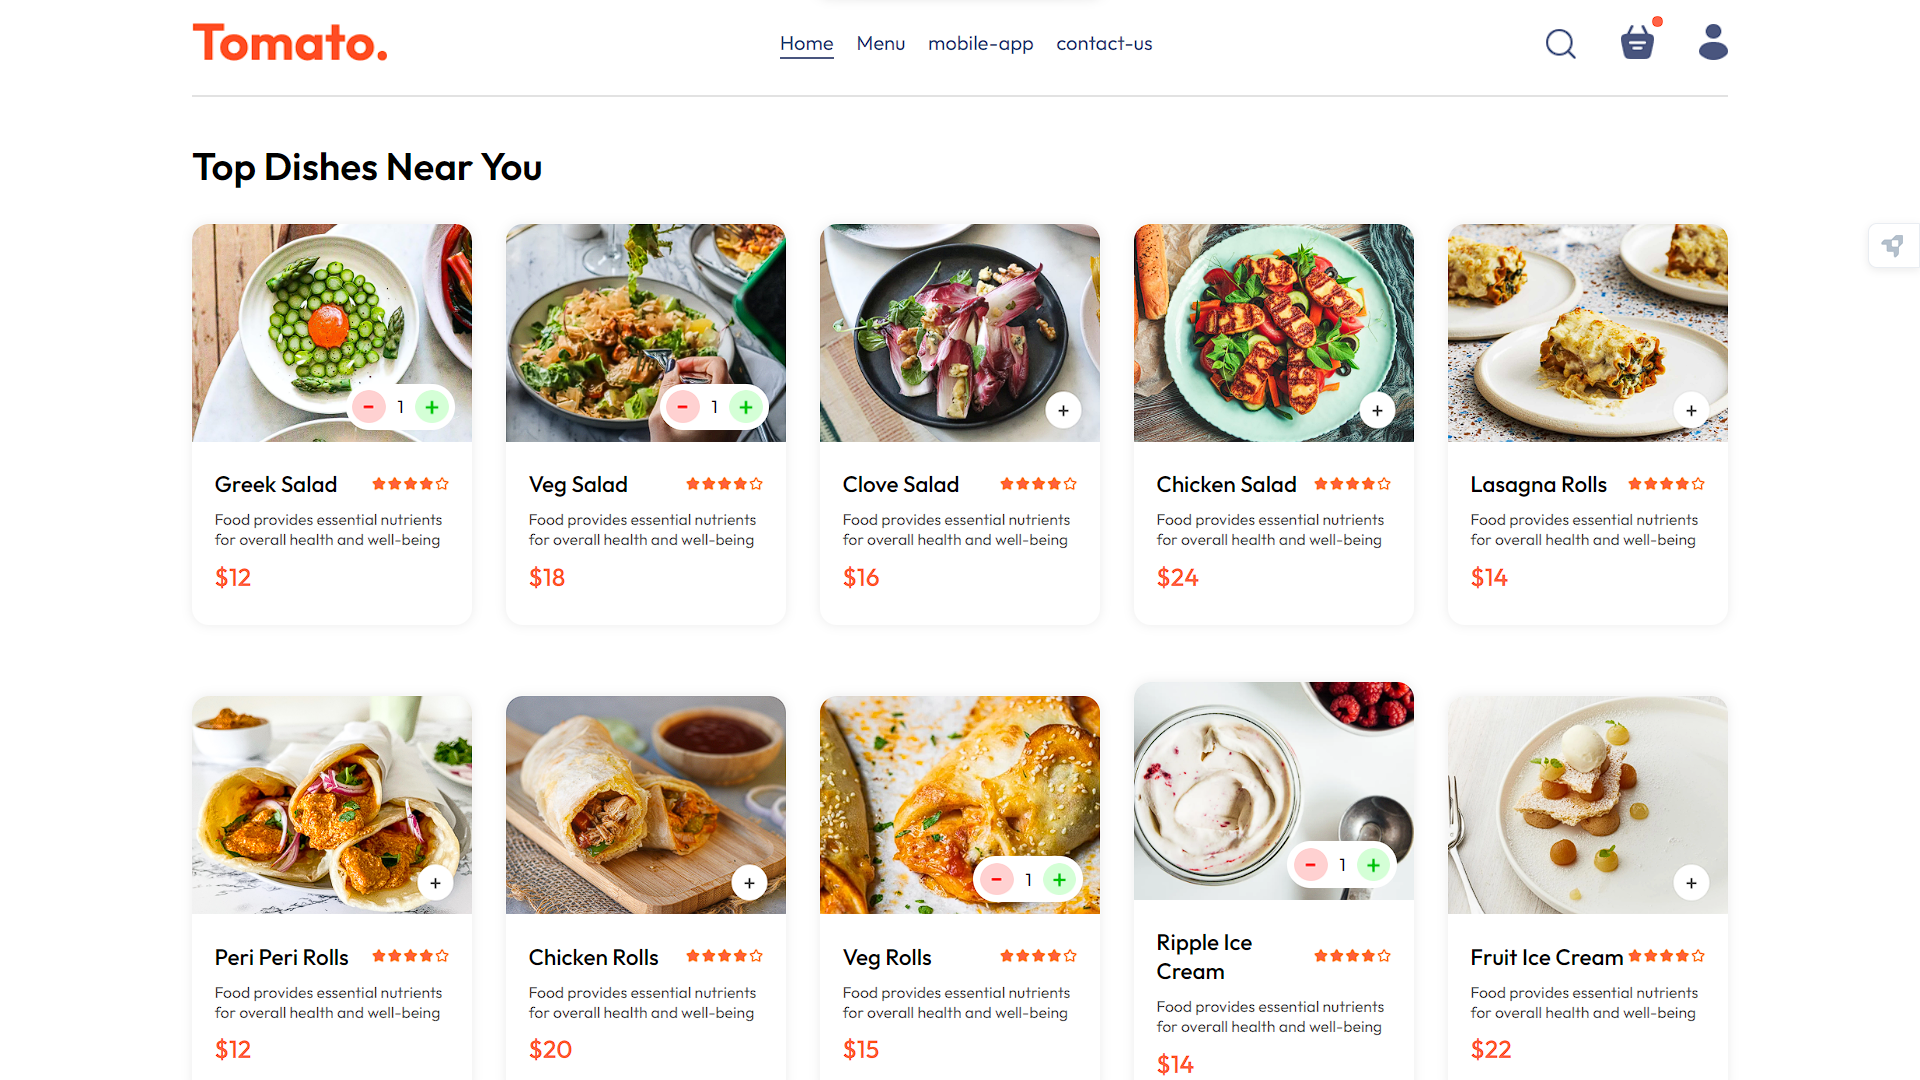 Tomato.
Home Menu mobile-app contact-us
Top Dishes Near You
- 1 +
- 1 +
+
+
+
Greek Salad
Food provides essential nutrients
for overall health and well-being
$12
Veg Salad
Food provides essential nutrients
for overall health and well-being
$18
Clove Salad
Food provides essential nutrients
for overall health and well-being
$16
Chicken Salad
Food provides essential nutrients
for overall health and well-being
$24
Lasagna Rolls
Food provides essential nutrients
for overall health and well-being
$14
+
+
- 1 +
- 1 +
+
Peri Peri Rolls
Food provides essential nutrients
for overall health and well-being
$12
Chicken Rolls
Food provides essential nutrients
for overall health and well-being
$20
Veg Rolls
Food provides essential nutrients
for overall health and well-being
$15
Ripple Ice
Cream
Food provides essential nutrients
for overall health and well-being
$14
Fruit Ice Cream
Food provides essential nutrients
for overall health and well-being
$22